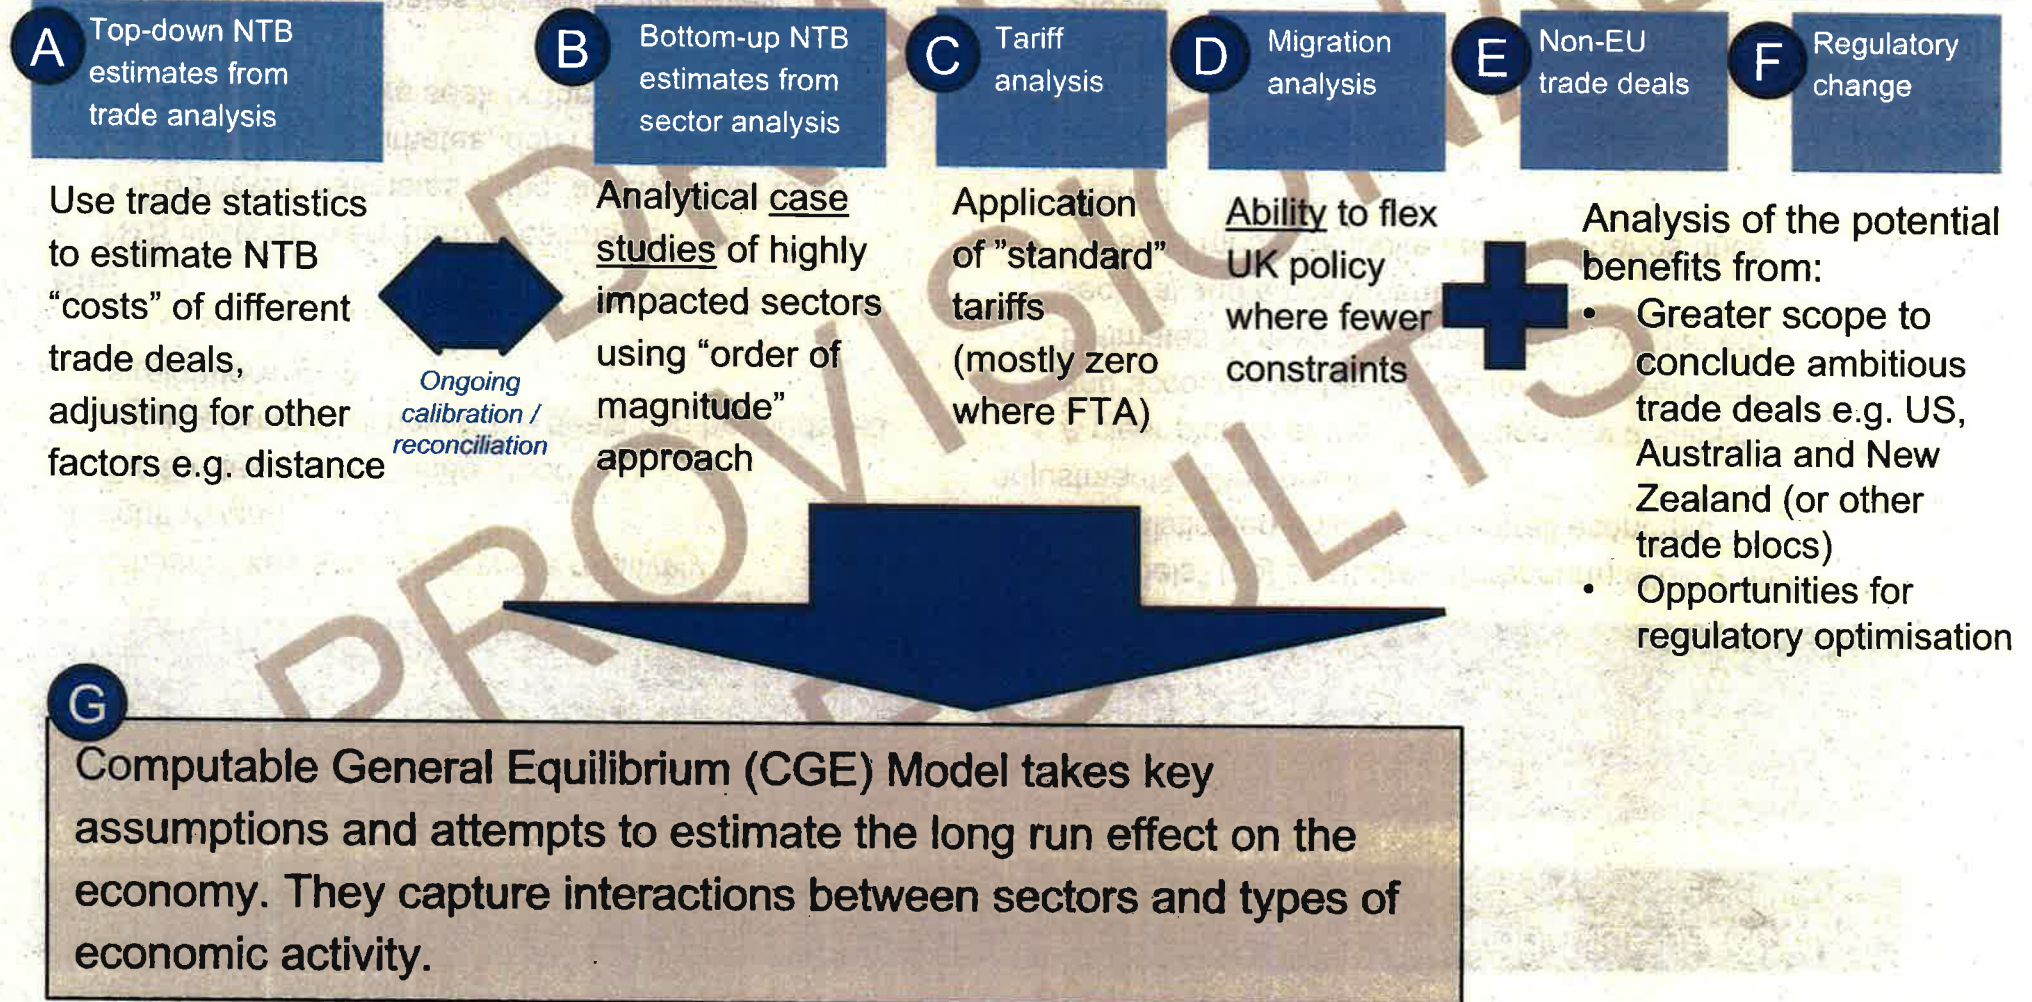 A
Top-down NTB
estimates from
trade analysis
B
Bottom-up NTB
estimates from
sector analysis
C
Tariff
analysis
D
Migration
analysis
E
Non-EU
trade deals
F
Regulatory
change
Use trade statistics
to estimate NTB
“costs” of different
trade deals,
adjusting for other
factors e.g. distance
Ongoing
calibration /
reconciliation
Analytical case
studies of highly
impacted sectors
using “order of
magnitude”
approach
Application
of ”standard”
tariffs
(mostly zero
where FTA)
Ability to flex
UK policy
where fewer
constraints
Analysis of the potential
benefits from:
• Greater scope to
conclude ambitious
trade deals e.g. US,
Australia and New
Zealand (or other
trade blocs)
• Opportunities for
regulatory optimisation
G
Computable General Equilibrium (CGE) Model takes key
assumptions and attempts to estimate the long run effect on the
economy. They capture interactions between sectors and types of
economic activity.